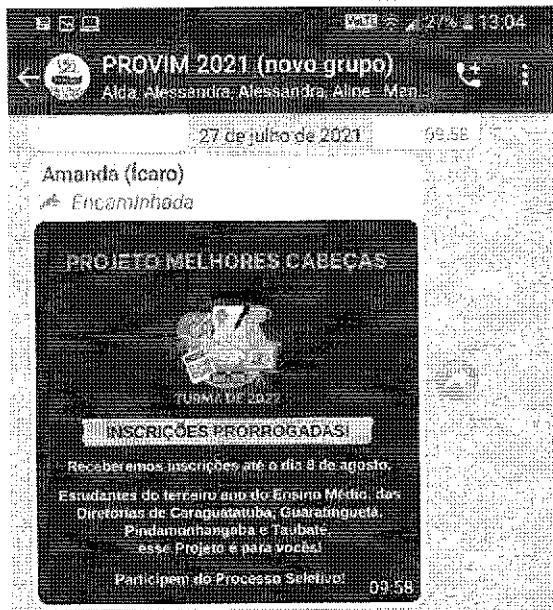 27% 13:04
PROVIM 2021 (novo grupo)
Alda, Alessandra, Alessandra, Aline, Man...
27 de julho de 2021
09:58
Amanda (Ícaro)
Encaminhada
PROJETO MELHORES CABEÇAS
TURMA DE 2022
INSCRIÇÕES PRORROGADAS!
Receberemos inscrições até o dia 8 de agosto.
Estudantes do terceiro ano do Ensino Médio, das
Diretorias de Caraguatatuba, Guaratinguetá,
Pindamonhangaba e Taubaté,
esse Projeto é para vocês!
Participem do Processo Seletivo!
09:58